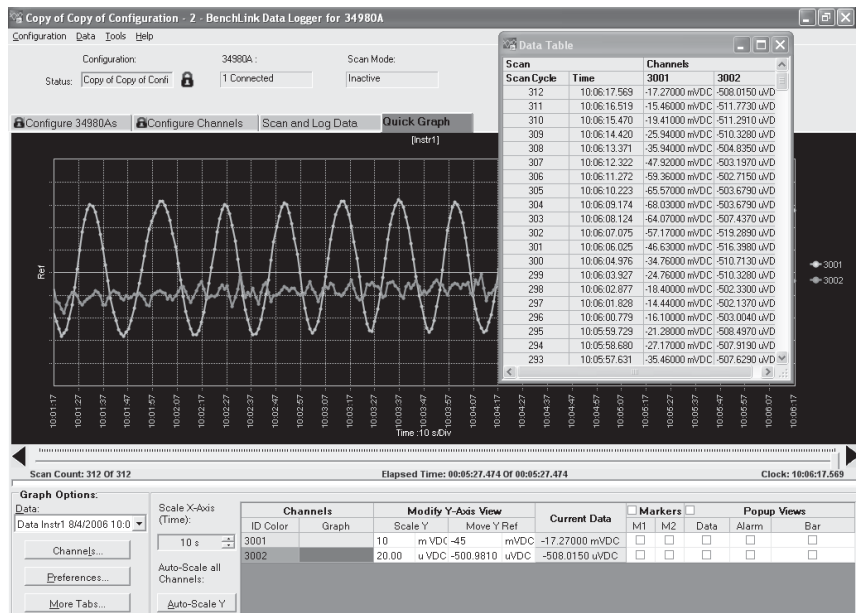 Copy of Copy of Configuration - 2 - BenchLink Data Logger for 34980A
Configuration Data Tools Help
Configuration: 34980A : Scan Mode:
Status: Copy of Copy of Confi 1 Connected Inactive
Configure 34980As Configure Channels Scan and Log Data Quick Graph
[Instr1]
Data Table
Scan Channels
Scan Cycle Time 3001 3002
312 10:06:17.569 -17.27000 mVDC -508.0150 uVD
311 10:06:16.519 -15.46000 mVDC -511.7730 uVD
310 10:06:15.470 -19.41000 mVDC -511.2910 uVD
309 10:06:14.420 -25.94000 mVDC -510.3280 uVD
308 10:06:13.371 -35.94000 mVDC -504.8350 uVD
307 10:06:12.322 -47.92000 mVDC -503.1970 uVD
306 10:06:11.272 -59.36000 mVDC -502.7150 uVD
305 10:06:10.223 -65.57000 mVDC -503.6790 uVD
304 10:06:09.174 -68.03000 mVDC -503.6790 uVD
303 10:06:08.124 -64.07000 mVDC -507.4370 uVD
302 10:06:07.075 -57.17000 mVDC -519.2890 uVD
301 10:06:06.025 -46.63000 mVDC -516.3980 uVD
300 10:06:04.976 -34.76000 mVDC -510.7130 uVD
299 10:06:03.927 -24.76000 mVDC -510.3280 uVD
298 10:06:02.877 -18.40000 mVDC -502.3300 uVD
297 10:06:01.828 -14.44000 mVDC -502.1370 uVD
296 10:06:00.779 -16.10000 mVDC -503.0040 uVD
295 10:05:59.729 -21.28000 mVDC -508.4970 uVD
294 10:05:58.680 -27.17000 mVDC -507.9190 uVD
293 10:05:57.631 -35.46000 mVDC -507.6290 uVD
Ref
3001
3002
10:01:17 10:01:27 10:01:37 10:01:47 10:01:57 10:02:07 10:02:17 10:02:27 10:02:37 10:02:47 10:02:57 10:03:07 10:03:17 10:03:27 10:03:37 10:03:47 10:03:57 10:04:07 10:04:17 10:04:27 10:04:37 10:04:47 10:04:57 10:05:07 10:05:17 10:05:27 10:05:37 10:05:47 10:05:57 10:06:07 10:06:17
Time :10 s/Div
Scan Count: 312 Of 312 Elapsed Time: 00:05:27.474 Of 00:05:27.474 Clock: 10:06:17.569
Graph Options:
Data:
Data Instr1 8/4/2006 10:0
Channels...
Preferences...
More Tabs...
Scale X-Axis
(Time):
10 s
Auto-Scale all
Channels:
Auto-Scale Y
Channels Modify Y-Axis View Current Data Markers Popup Views
ID Color Graph Scale Y Move Y Ref M1 M2 Data Alarm Bar
3001 10 m VDC -45 mVDC -17.27000 mVDC
3002 20.00 u VDC -500.9810 uVDC -508.0150 uVDC